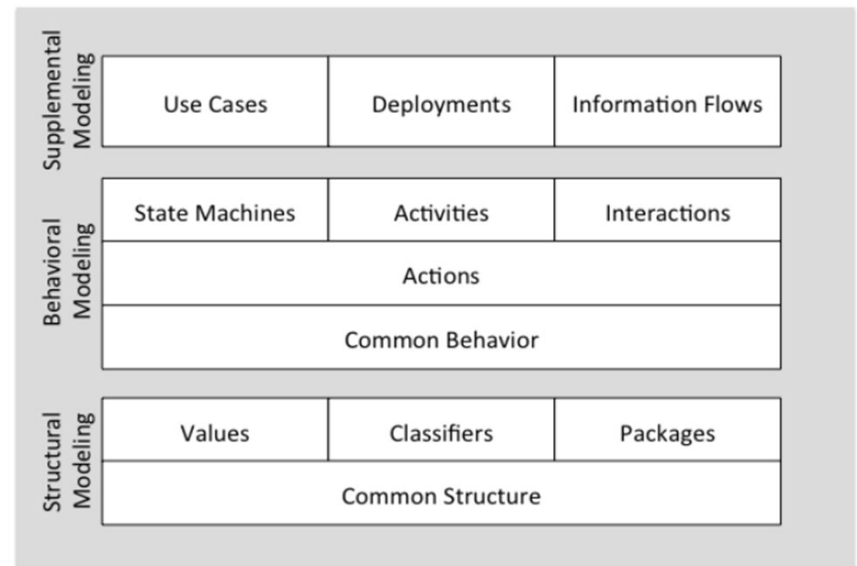 Supplemental
Modeling
Use Cases
Deployments
Information Flows
Behavioral
Modeling
State Machines
Activities
Interactions
Actions
Common Behavior
Structural
Modeling
Values
Classifiers
Packages
Common Structure